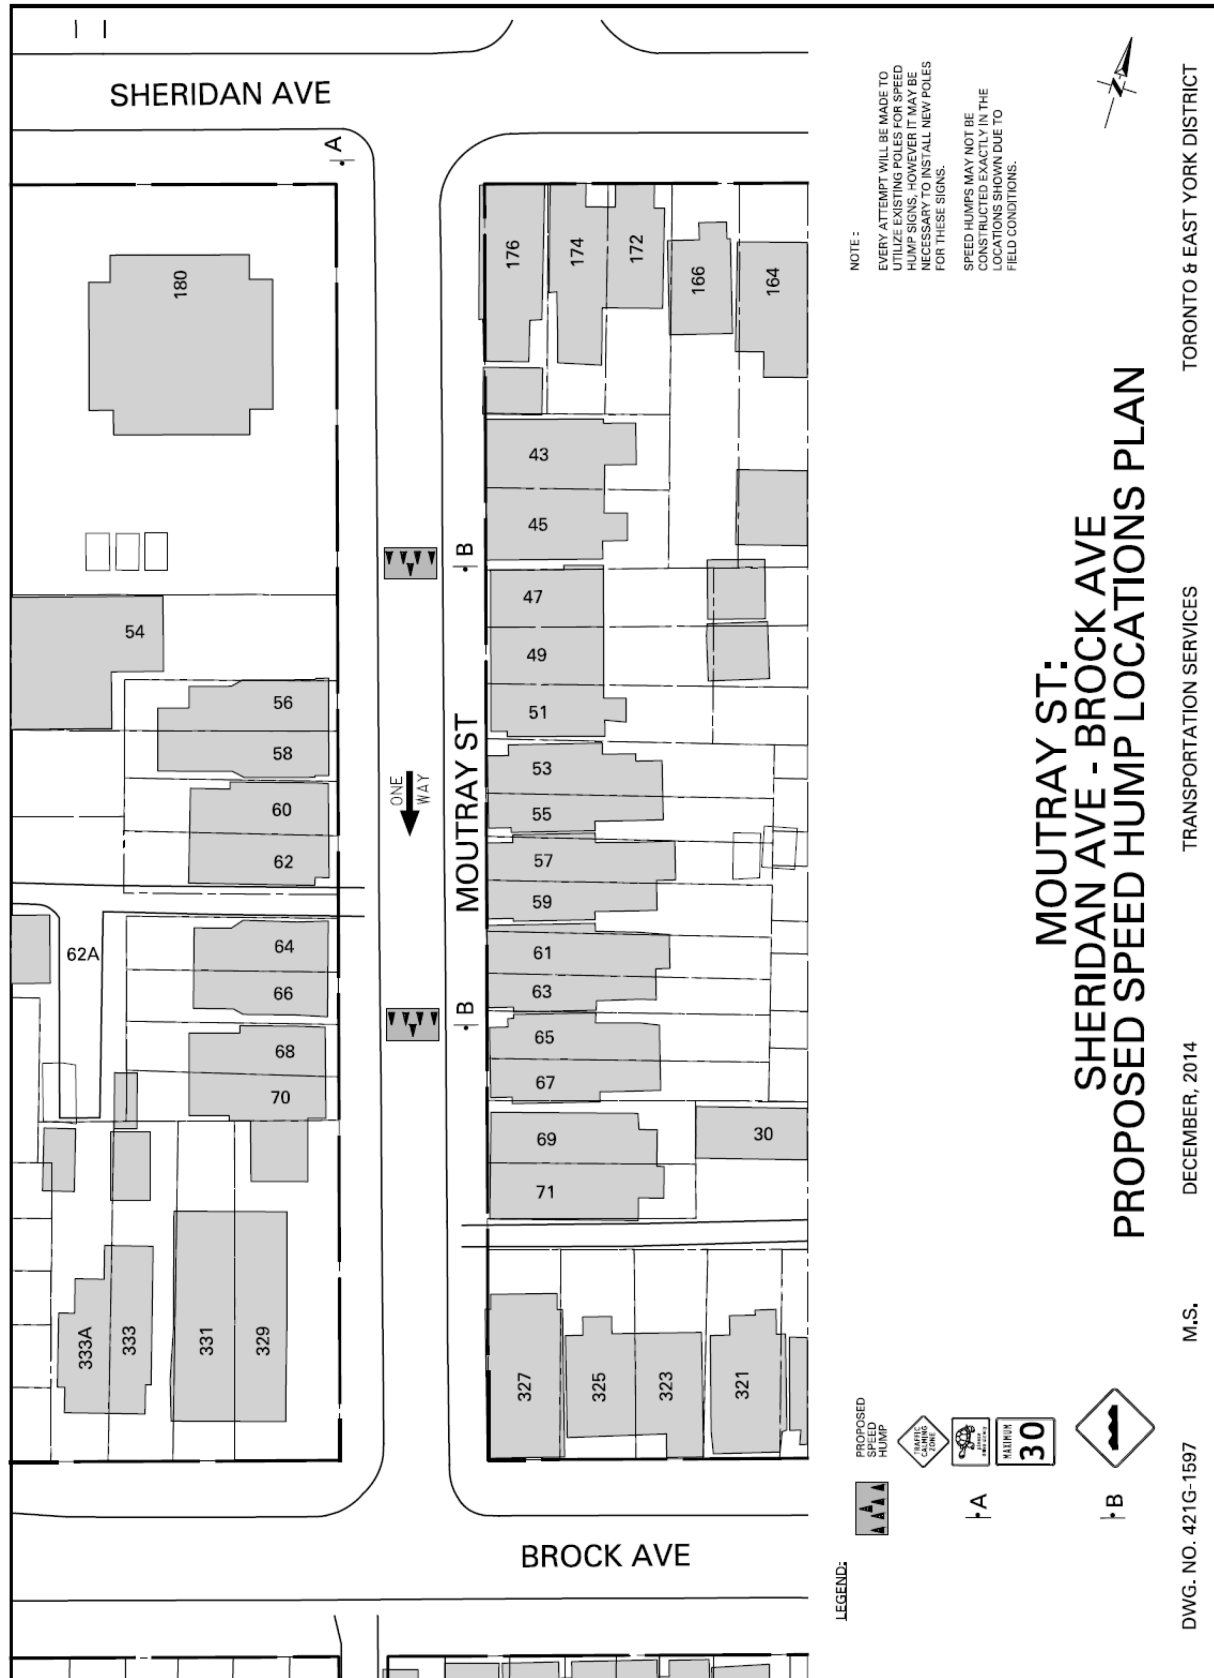 SHERIDAN AVE
A
180
176
174
172
166
164
43
45
B
47
54
49
56
51
58
53
ONE
WAY
MOUTRAY ST
60
55
62
57
59
62A
64
61
66
63
B
65
68
67
70
69
30
71
333A
333
331
329
327
325
323
321
BROCK AVE
NOTE :
EVERY ATTEMPT WILL BE MADE TO
UTILIZE EXISTING POLES FOR SPEED
HUMP SIGNS, HOWEVER IT MAY BE
NECESSARY TO INSTALL NEW POLES
FOR THESE SIGNS.
SPEED HUMPS MAY NOT BE
CONSTRUCTED EXACTLY IN THE
LOCATIONS SHOWN DUE TO
FIELD CONDITIONS.
N
LEGEND:
PROPOSED
SPEED
HUMP
A
TRAFFIC
CALMING
ZONE
MAXIMUM
30
B
MOUTRAY ST:
SHERIDAN AVE - BROCK AVE
PROPOSED SPEED HUMP LOCATIONS PLAN
DWG. NO. 421G-1597
M.S.
DECEMBER, 2014
TRANSPORTATION SERVICES
TORONTO & EAST YORK DISTRICT